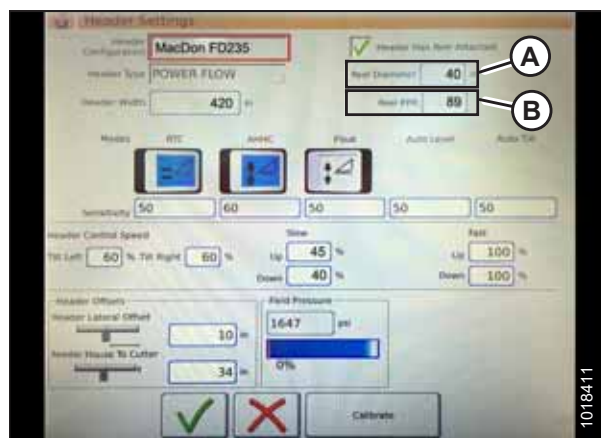 Header Settings
Header Configuration MacDon FD235
Header Has Reel Attached
Header Type POWER FLOW
Reel Diameter 40 in
A
Header Width 420 in
Reel PPR 89
B
Modes RTC AHHC Float Auto Level Auto Tilt
Sensitivity 50 60 50 50 50
Header Control Speed
Slow
Fast
Tilt Left 60 % Tilt Right 60 %
Up 45 %
Up 100 %
Down 40 %
Down 100 %
Header Offsets
Field Pressure
Header Lateral Offset
10
1647 psi
Feeder House To Cutter
34
0%
Calibrate
1018411